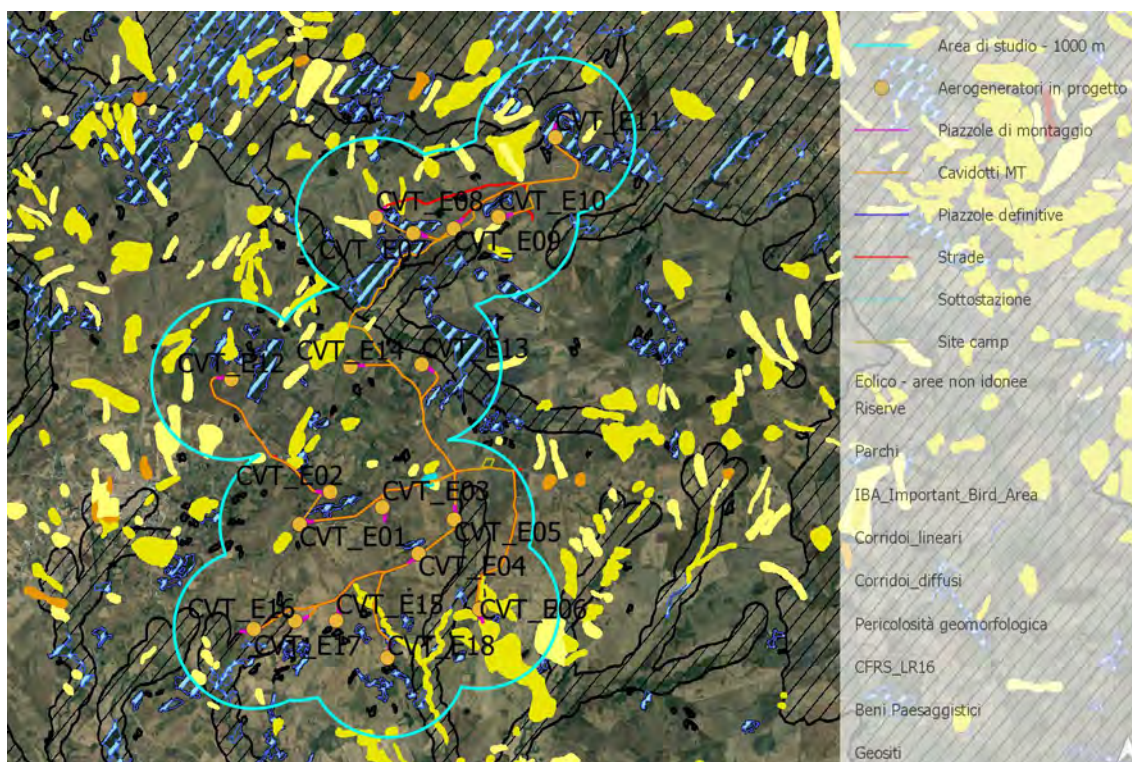 CVT_E11
CVT_E08
CVT_E10
CVT_E07
CVT_E09
CVT_E14
CVT_E13
CVT_E12
CVT_E02
CVT_E03
CVT_E01
CVT_E05
CVT_E04
CVT_E16
CVT_E15
CVT_E06
CVT_E17
CVT_E18
Area di studio - 1000 m
Aerogeneratori in progetto
Piazzole di montaggio
Cavidotti MT
Piazzole definitive
Strade
Sottostazione
Site camp
Eolico - aree non idonee
Riserve
Parchi
IBA_Important_Bird_Area
Corridoi_lineari
Corridoi_diffusi
Pericolosità geomorfologica
CFRS_LR16
Beni Paesaggistici
Geositi